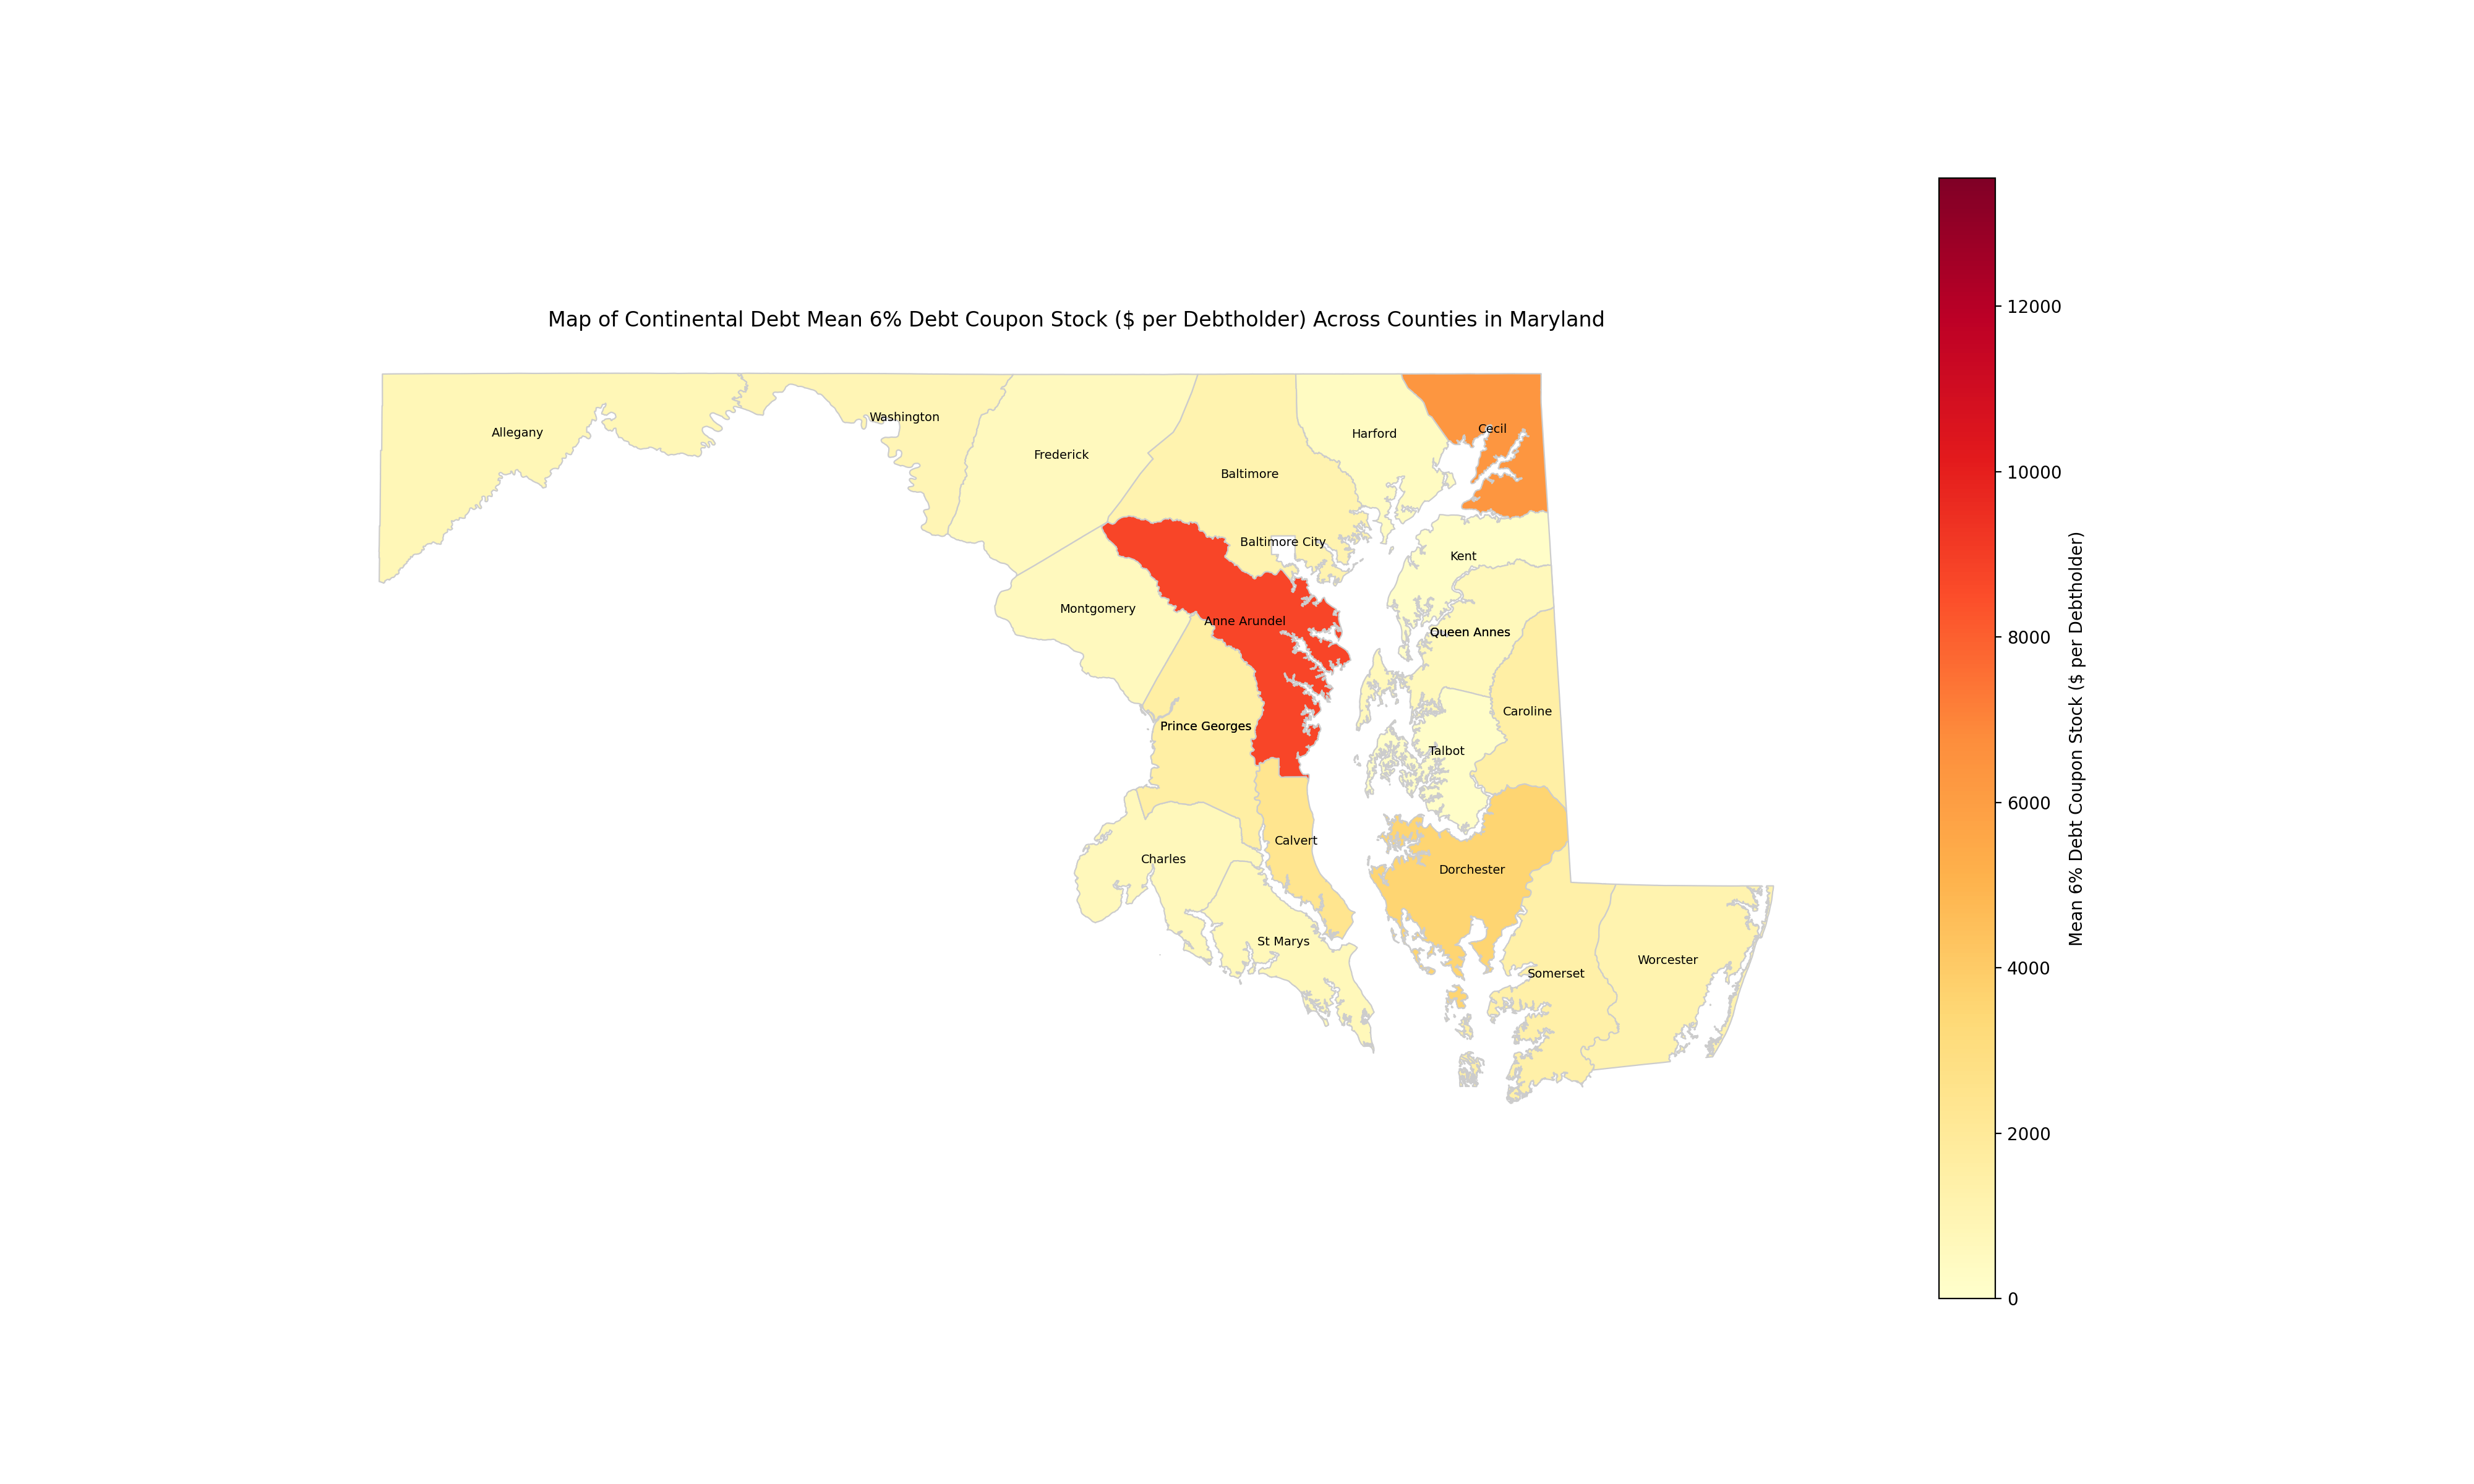 Map of Continental Debt Mean 6% Debt Coupon Stock ($ per Debtholder) Across Counties in Maryland
Allegany
Washington
Frederick
Baltimore
Harford
Cecil
Baltimore City
Kent
Montgomery
Anne Arundel
Queen Annes
Prince Georges
Caroline
Talbot
Calvert
Charles
Dorchester
St Marys
Somerset
Worcester
12000
10000
8000
6000
4000
2000
0
Mean 6% Debt Coupon Stock ($ per Debtholder)